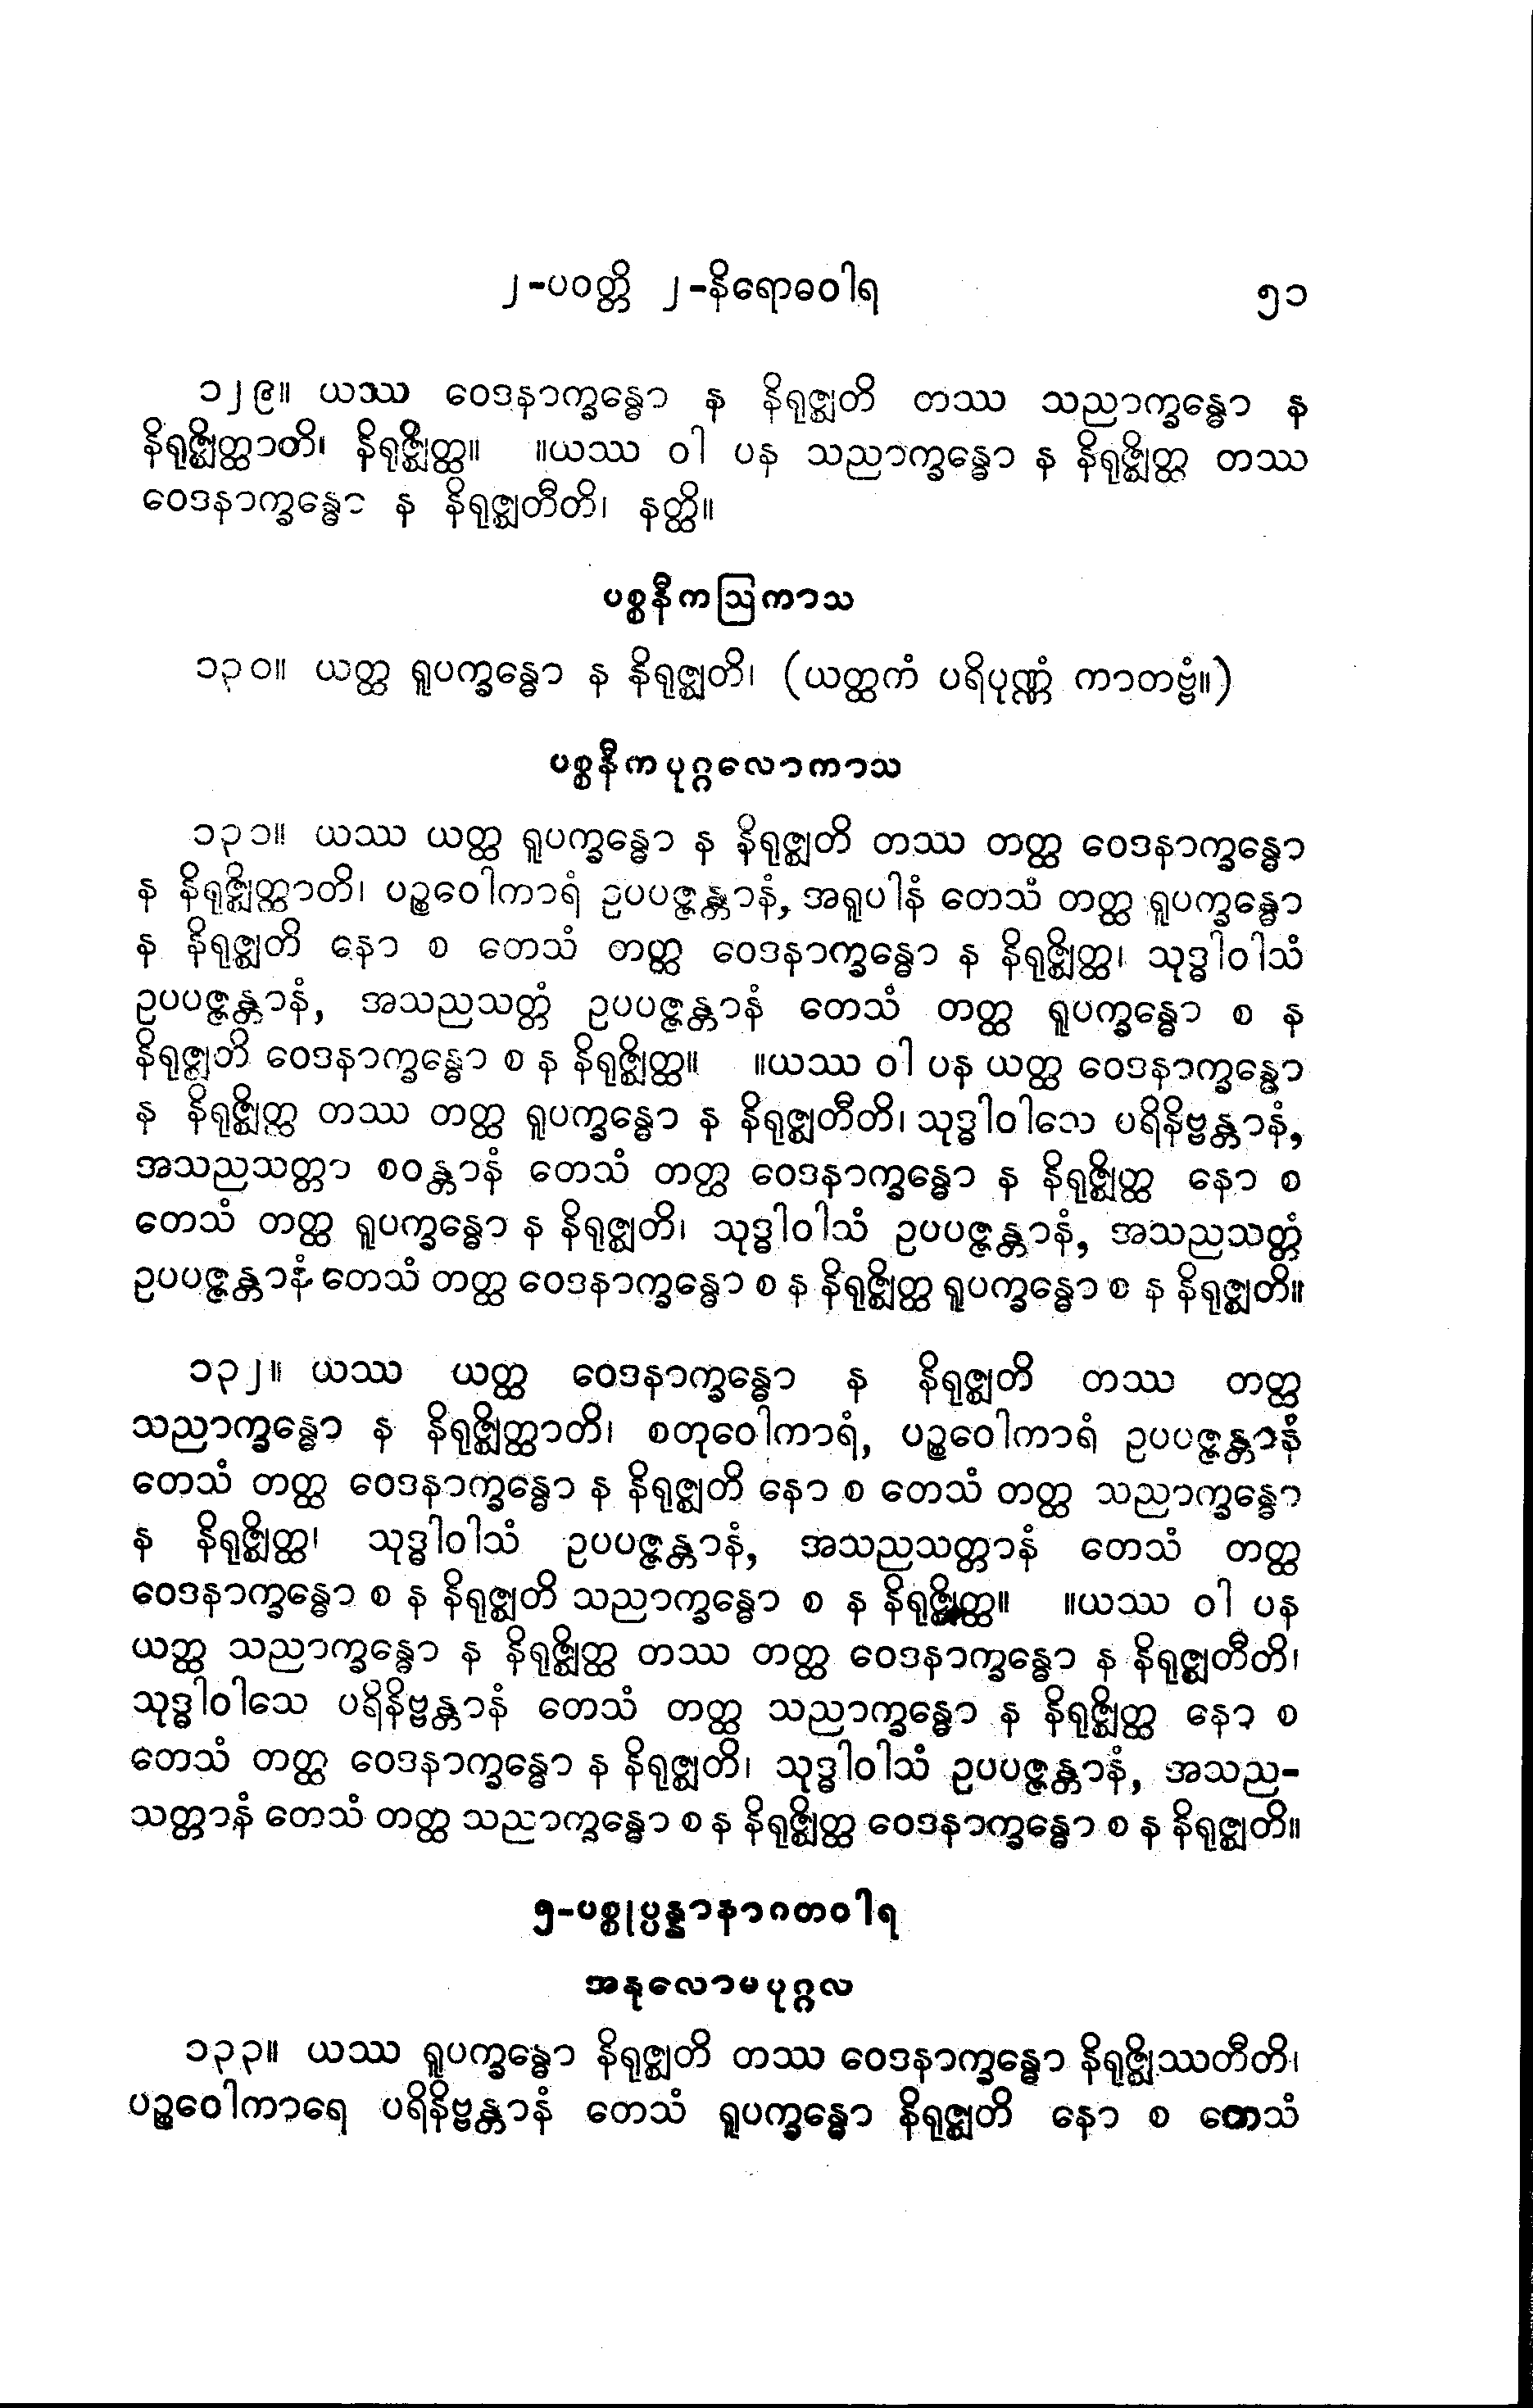 ၂-ပဝတ္တိ ၂-နိရောဓဝါရ ၅၁
၁၂၉။ ယဿ ဝေဒနာက္ခန္ဓော န နိရုဇ္ဈတိ တဿ သညာက္ခန္ဓော န
နိရုဇ္ဈိတ္ထာတိ၊ နိရုဇ္ဈိတ္ထ။ ။ယဿ ဝါ ပန သညာက္ခန္ဓော န နိရုဇ္ဈိတ္ထ တဿ
ဝေဒနာက္ခန္ဓော န နိရုဇ္ဈတီတိ၊ နတ္ထိ။
ပစ္စနီကဩကာသ
၁၃၀။ ယတ္ထ ရူပက္ခန္ဓော န နိရုဇ္ဈတိ၊ (ယတ္ထကံ ပရိပုဏ္ဏံ ကာတဗ္ဗံ။)
ပစ္စနီကပုဂ္ဂလောကာသ
၁၃၁။ ယဿ ယတ္ထ ရူပက္ခန္ဓော န နိရုဇ္ဈတိ တဿ တတ္ထ ဝေဒနာက္ခန္ဓော
န နိရုဇ္ဈိတ္ထာတိ၊ ပဉ္စဝေါကာရံ ဥပပဇ္ဇန္တာနံ, အရူပါနံ တေသံ တတ္ထ ရူပက္ခန္ဓော
န နိရုဇ္ဈတိ နော စ တေသံ တတ္ထ ဝေဒနာက္ခန္ဓော န နိရုဇ္ဈိတ္ထ၊ သုဒ္ဓါဝါသံ
ဥပပဇ္ဇန္တာနံ, အသညသတ္တံ ဥပပဇ္ဇန္တာနံ တေသံ တတ္ထ ရူပက္ခန္ဓော စ န
နိရုဇ္ဈတိ ဝေဒနာက္ခန္ဓော စ န နိရုဇ္ဈိတ္ထ။ ။ယဿ ဝါ ပန ယတ္ထ ဝေဒနာက္ခန္ဓော
န နိရုဇ္ဈိတ္ထ တဿ တတ္ထ ရူပက္ခန္ဓော န နိရုဇ္ဈတီတိ၊ သုဒ္ဓါဝါသေ ပရိနိဗ္ဗန္တာနံ,
အသညသတ္တာ စဝန္တာနံ တေသံ တတ္ထ ဝေဒနာက္ခန္ဓော န နိရုဇ္ဈိတ္ထ နော စ
တေသံ တတ္ထ ရူပက္ခန္ဓော န နိရုဇ္ဈတိ၊ သုဒ္ဓါဝါသံ ဥပပဇ္ဇန္တာနံ, အသညသတ္တံ
ဥပပဇ္ဇန္တာနံ တေသံ တတ္ထ ဝေဒနာက္ခန္ဓော စ န နိရုဇ္ဈိတ္ထ ရူပက္ခန္ဓော စ န နိရုဇ္ဈတိ။
၁၃၂။ ယဿ ယတ္ထ ဝေဒနာက္ခန္ဓော န နိရုဇ္ဈတိ တဿ တတ္ထ
သညာက္ခန္ဓော န နိရုဇ္ဈိတ္ထာတိ၊ စတုဝေါကာရံ, ပဉ္စဝေါကာရံ ဥပပဇ္ဇန္တာနံ
တေသံ တတ္ထ ဝေဒနာက္ခန္ဓော န နိရုဇ္ဈတိ နော စ တေသံ တတ္ထ သညာက္ခန္ဓော
န နိရုဇ္ဈိတ္ထ၊ သုဒ္ဓါဝါသံ ဥပပဇ္ဇန္တာနံ, အသညသတ္တာနံ တေသံ တတ္ထ
ဝေဒနာက္ခန္ဓော စ န နိရုဇ္ဈတိ သညာက္ခန္ဓော စ န နိရုဇ္ဈိတ္ထ။ ။ယဿ ဝါ ပန
ယတ္ထ သညာက္ခန္ဓော န နိရုဇ္ဈိတ္ထ တဿ တတ္ထ ဝေဒနာက္ခန္ဓော န နိရုဇ္ဈတီတိ၊
သုဒ္ဓါဝါသေ ပရိနိဗ္ဗန္တာနံ တေသံ တတ္ထ သညာက္ခန္ဓော န နိရုဇ္ဈိတ္ထ နော စ
တေသံ တတ္ထ ဝေဒနာက္ခန္ဓော န နိရုဇ္ဈတိ၊ သုဒ္ဓါဝါသံ ဥပပဇ္ဇန္တာနံ, အသည-
သတ္တာနံ တေသံ တတ္ထ သညာက္ခန္ဓော စ န နိရုဇ္ဈိတ္ထ ဝေဒနာက္ခန္ဓော စ န နိရုဇ္ဈတိ။
၅-ပစ္စုပ္ပန္နာနာဂတဝါရ
အနုလောမပုဂ္ဂလ
၁၃၃။ ယဿ ရူပက္ခန္ဓော နိရုဇ္ဈတိ တဿ ဝေဒနာက္ခန္ဓော နိရုဇ္ဈိဿတီတိ၊
ပဉ္စဝေါကာရေ ပရိနိဗ္ဗန္တာနံ တေသံ ရူပက္ခန္ဓော နိရုဇ္ဈတိ နော စ တေသံ